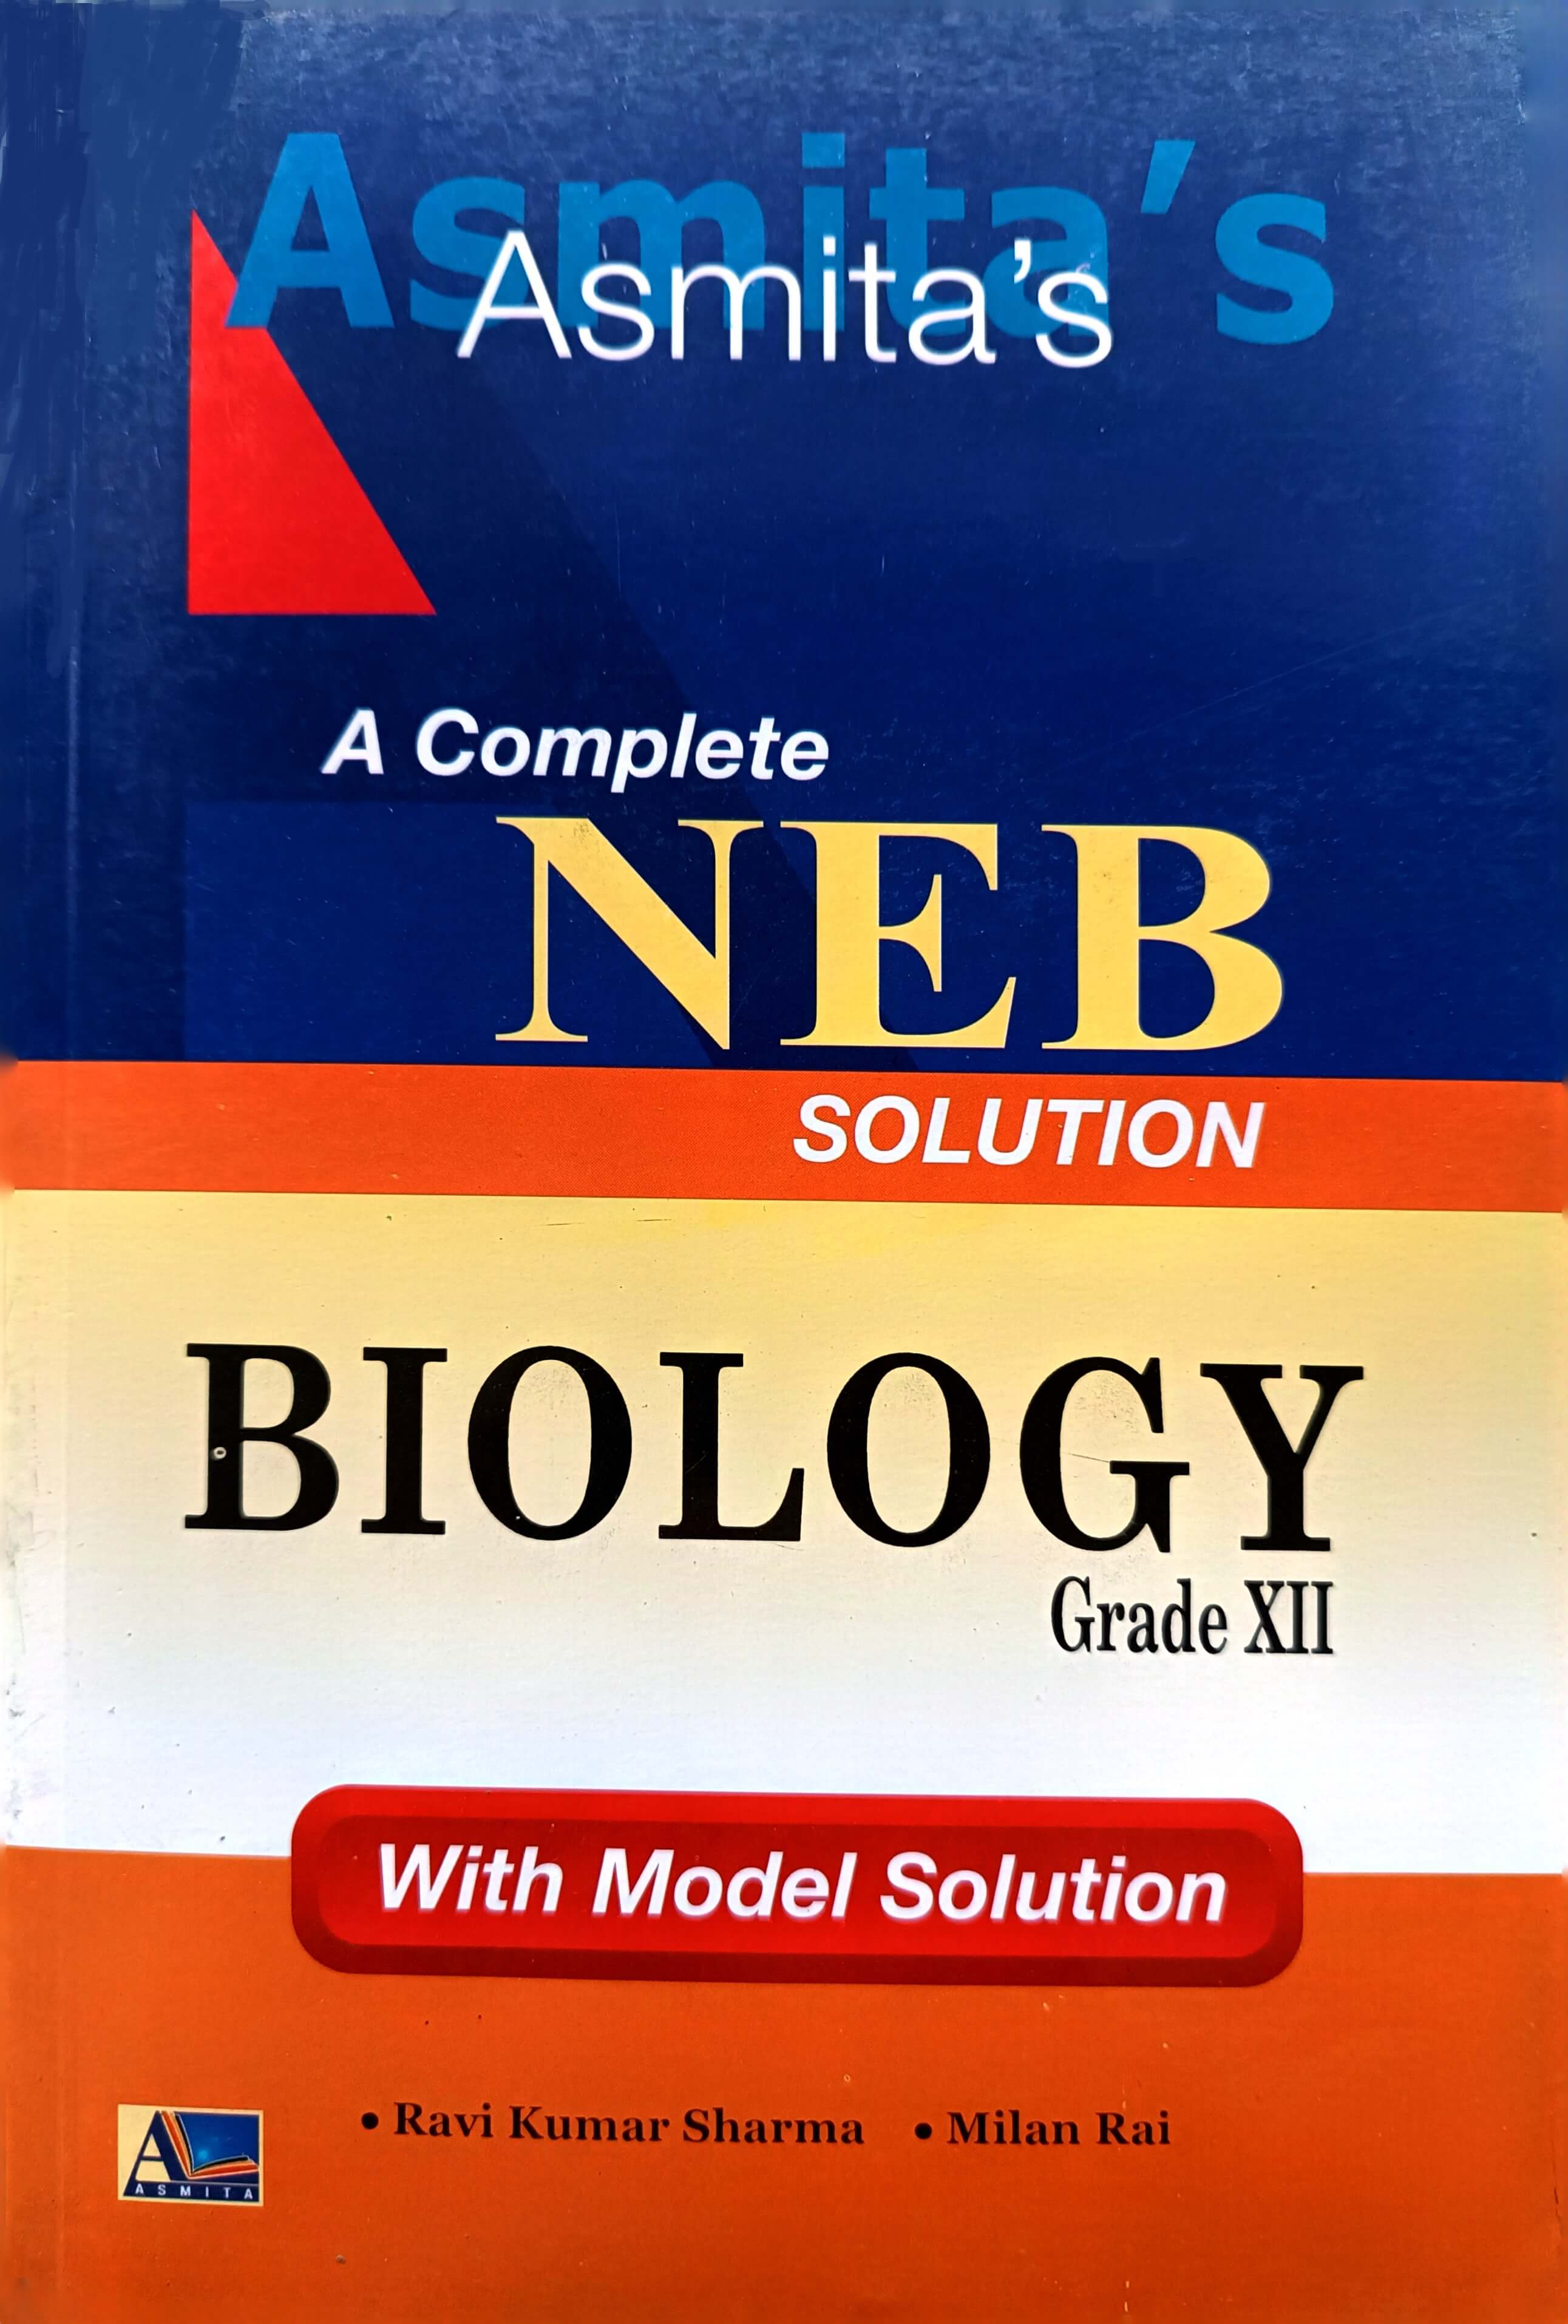 Asmita's
Asmita's
A Complete
NEB
SOLUTION
BIOLOGY
Grade XII
With Model Solution
• Ravi Kumar Sharma • Milan Rai
A
ASMITA